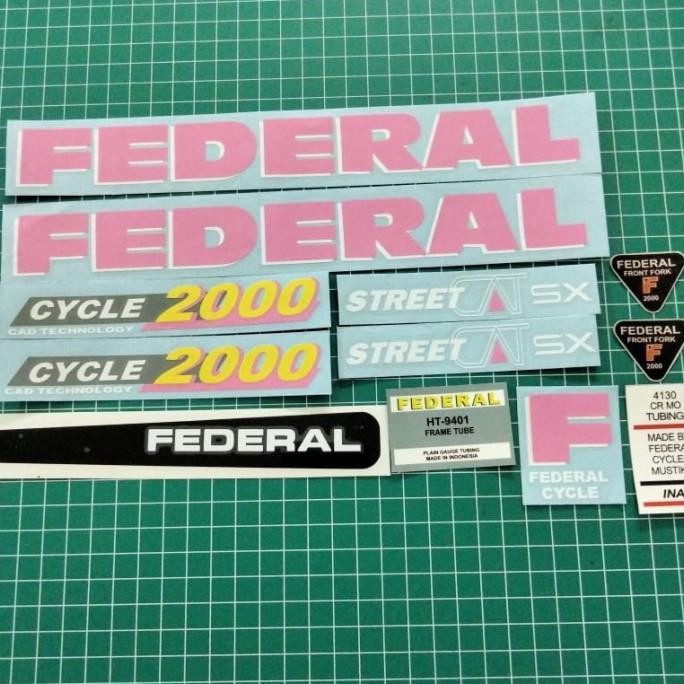 FEDERAL
FEDERAL
CYCLE 2000
CAD TECHNOLOGY
CYCLE 2000
CAD TECHNOLOGY
STREET CAT SX
STREET CAT SX
FEDERAL
FRONT FORK
F
2000
FEDERAL
FRONT FORK
F
2000
FEDERAL
FEDERAL
HT-9401
FRAME TUBE
PLAIN GAUGE TUBING
MADE IN INDONESIA
F
FEDERAL
CYCLE
4130
CR MO
TUBING
MADE B
FEDERA
CYCLE
MUSTIK
INA